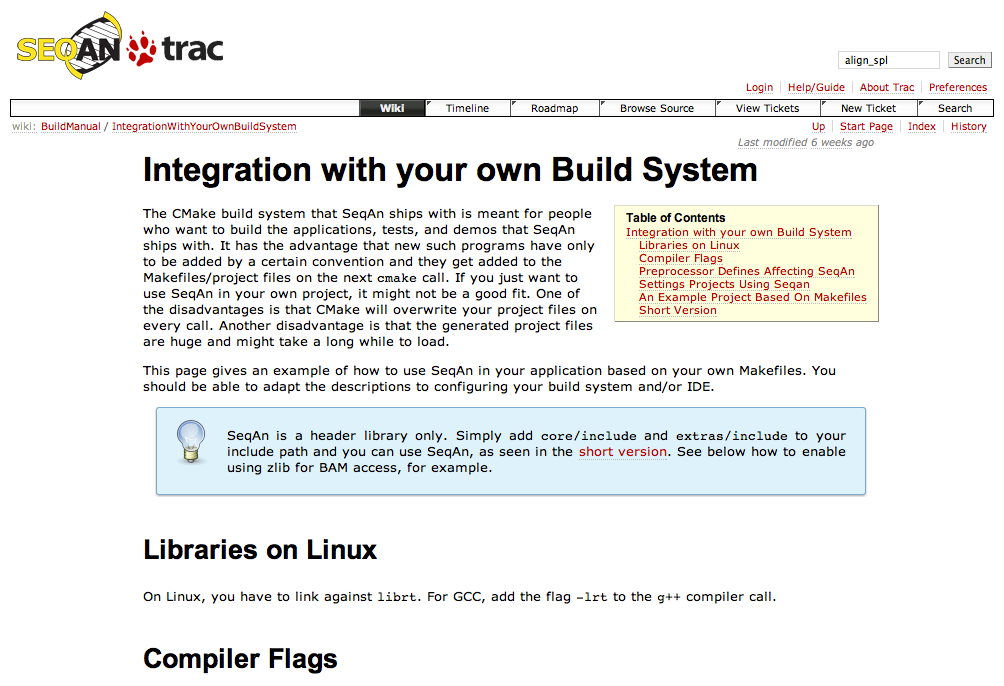 SEQAN trac
align_spl
Search
Login Help/Guide About Trac Preferences
Wiki Timeline Roadmap Browse Source View Tickets New Ticket Search
wiki: BuildManual / IntegrationWithYourOwnBuildSystem
Up Start Page Index History
Last modified 6 weeks ago
Integration with your own Build System
The CMake build system that SeqAn ships with is meant for people
who want to build the applications, tests, and demos that SeqAn
ships with. It has the advantage that new such programs have only
to be added by a certain convention and they get added to the
Makefiles/project files on the next cmake call. If you just want to
use SeqAn in your own project, it might not be a good fit. One of
the disadvantages is that CMake will overwrite your project files on
every call. Another disadvantage is that the generated project files
are huge and might take a long while to load.
Table of Contents
Integration with your own Build System
Libraries on Linux
Compiler Flags
Preprocessor Defines Affecting SeqAn
Settings Projects Using Seqan
An Example Project Based On Makefiles
Short Version
This page gives an example of how to use SeqAn in your application based on your own Makefiles. You
should be able to adapt the descriptions to configuring your build system and/or IDE.
SeqAn is a header library only. Simply add core/include and extras/include to your
include path and you can use SeqAn, as seen in the short version. See below how to enable
using zlib for BAM access, for example.
Libraries on Linux
On Linux, you have to link against librt. For GCC, add the flag -lrt to the g++ compiler call.
Compiler Flags